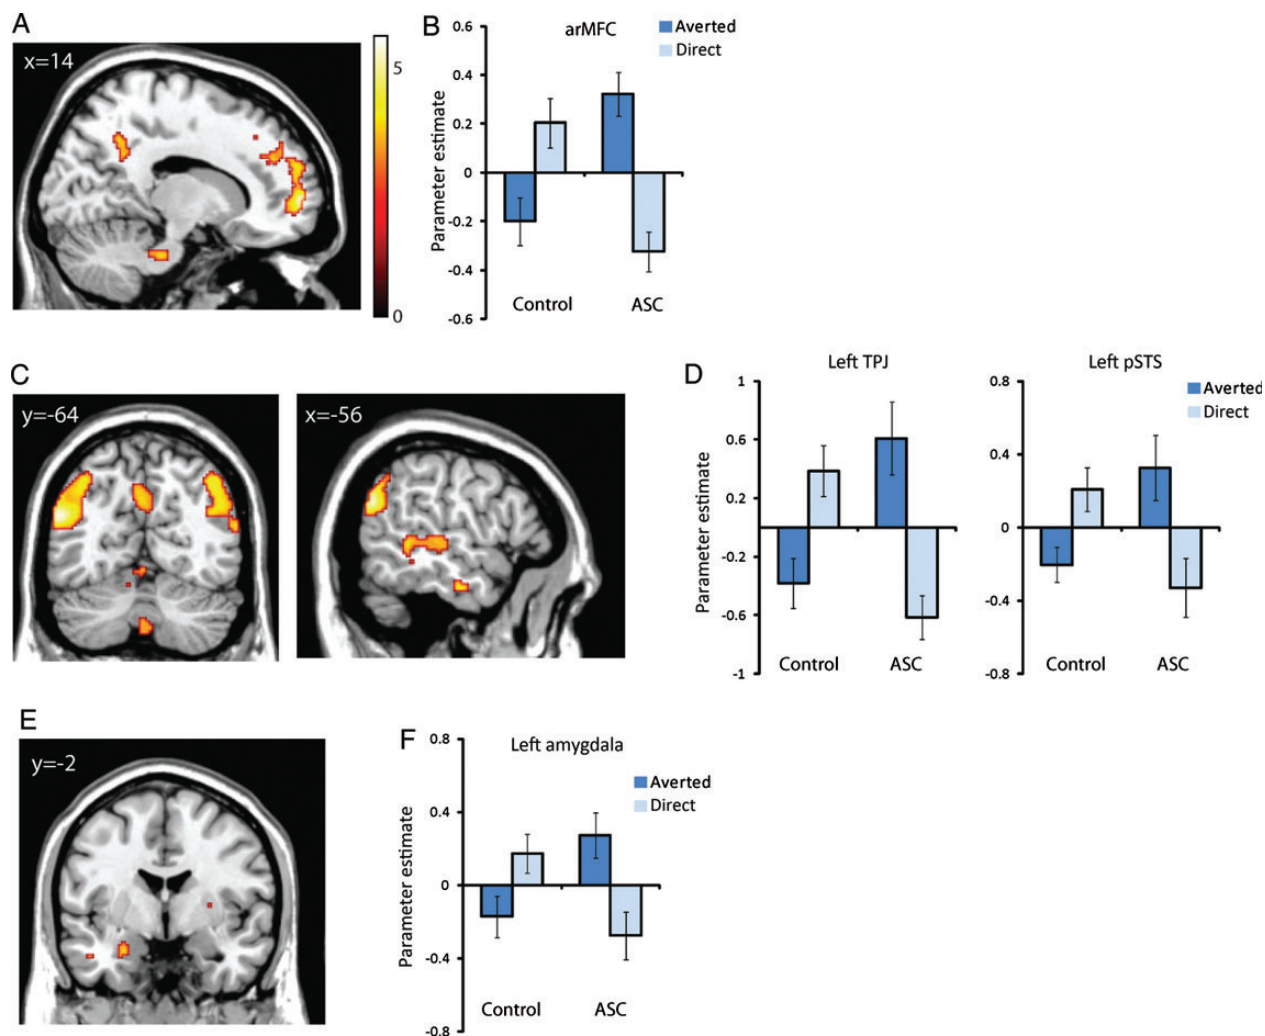 A
x=14
5
0
B
arMFC
Averted
Direct
Parameter estimate
0.6
0.4
0.2
0
-0.2
-0.4
-0.6
Control
ASC
C
y=-64
x=-56
D
Left TPJ
Parameter estimate
1
0.6
0.2
-0.2
-0.6
-1
Control
ASC
Left pSTS
Averted
Direct
0.8
0.4
0
-0.4
-0.8
Control
ASC
E
y=-2
F
Left amygdala
Averted
Direct
Parameter estimate
0.8
0.4
0
-0.4
-0.8
Control
ASC